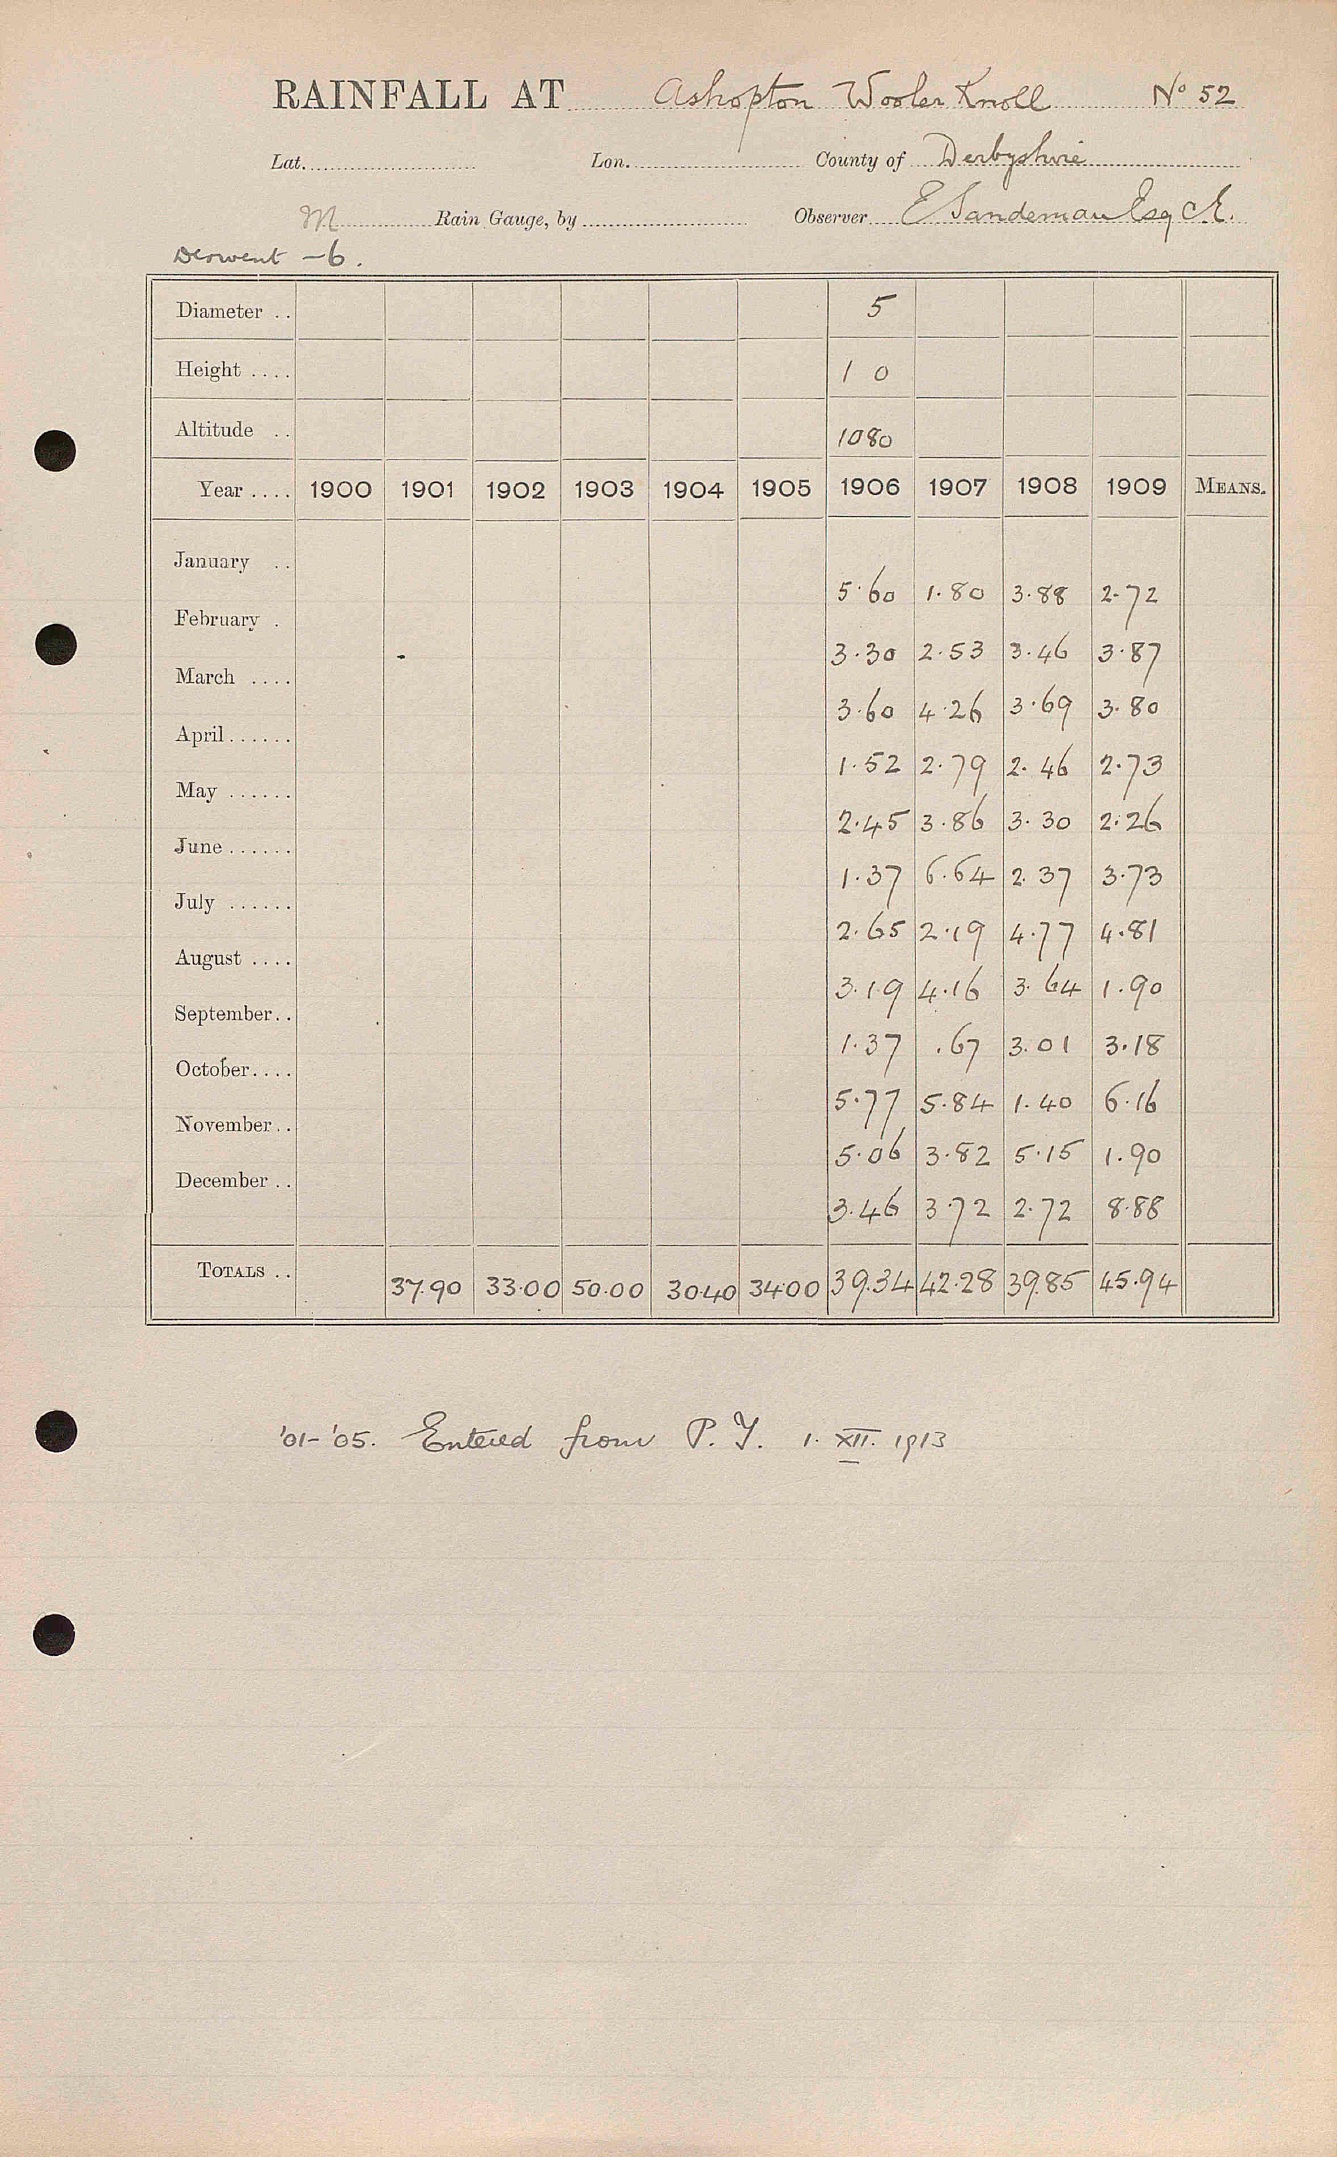 RAINFALL AT Ashopton Wooler Knoll No 52
Lat. Lon. County of Derbyshire
M Rain Gauge, by Observer E Sandeman Esq C.E.
Derwent - 6.
Diameter .. 5
Height .... 1 0
Altitude .. 1080
Year .... 1900 1901 1902 1903 1904 1905 1906 1907 1908 1909 MEANS.
January .. 5.60 1.80 3.88 2.72
February . 3.30 2.53 3.46 3.87
March .... 3.60 4.26 3.69 3.80
April...... 1.52 2.79 2.46 2.73
May ...... 2.45 3.86 3.30 2.26
June...... 1.37 6.64 2.37 3.73
July ...... 2.65 2.19 4.77 4.81
August .... 3.19 4.16 3.64 1.90
September.. 1.37 .67 3.01 3.18
October.... 5.77 5.84 1.40 6.16
November.. 5.06 3.82 5.15 1.90
December .. 3.46 3.72 2.72 8.88
TOTALS .. 37.90 33.00 50.00 30.40 34.00 39.34 42.28 39.85 45.94
'01-'05. Entered from P. Y. 1. XII. 1913